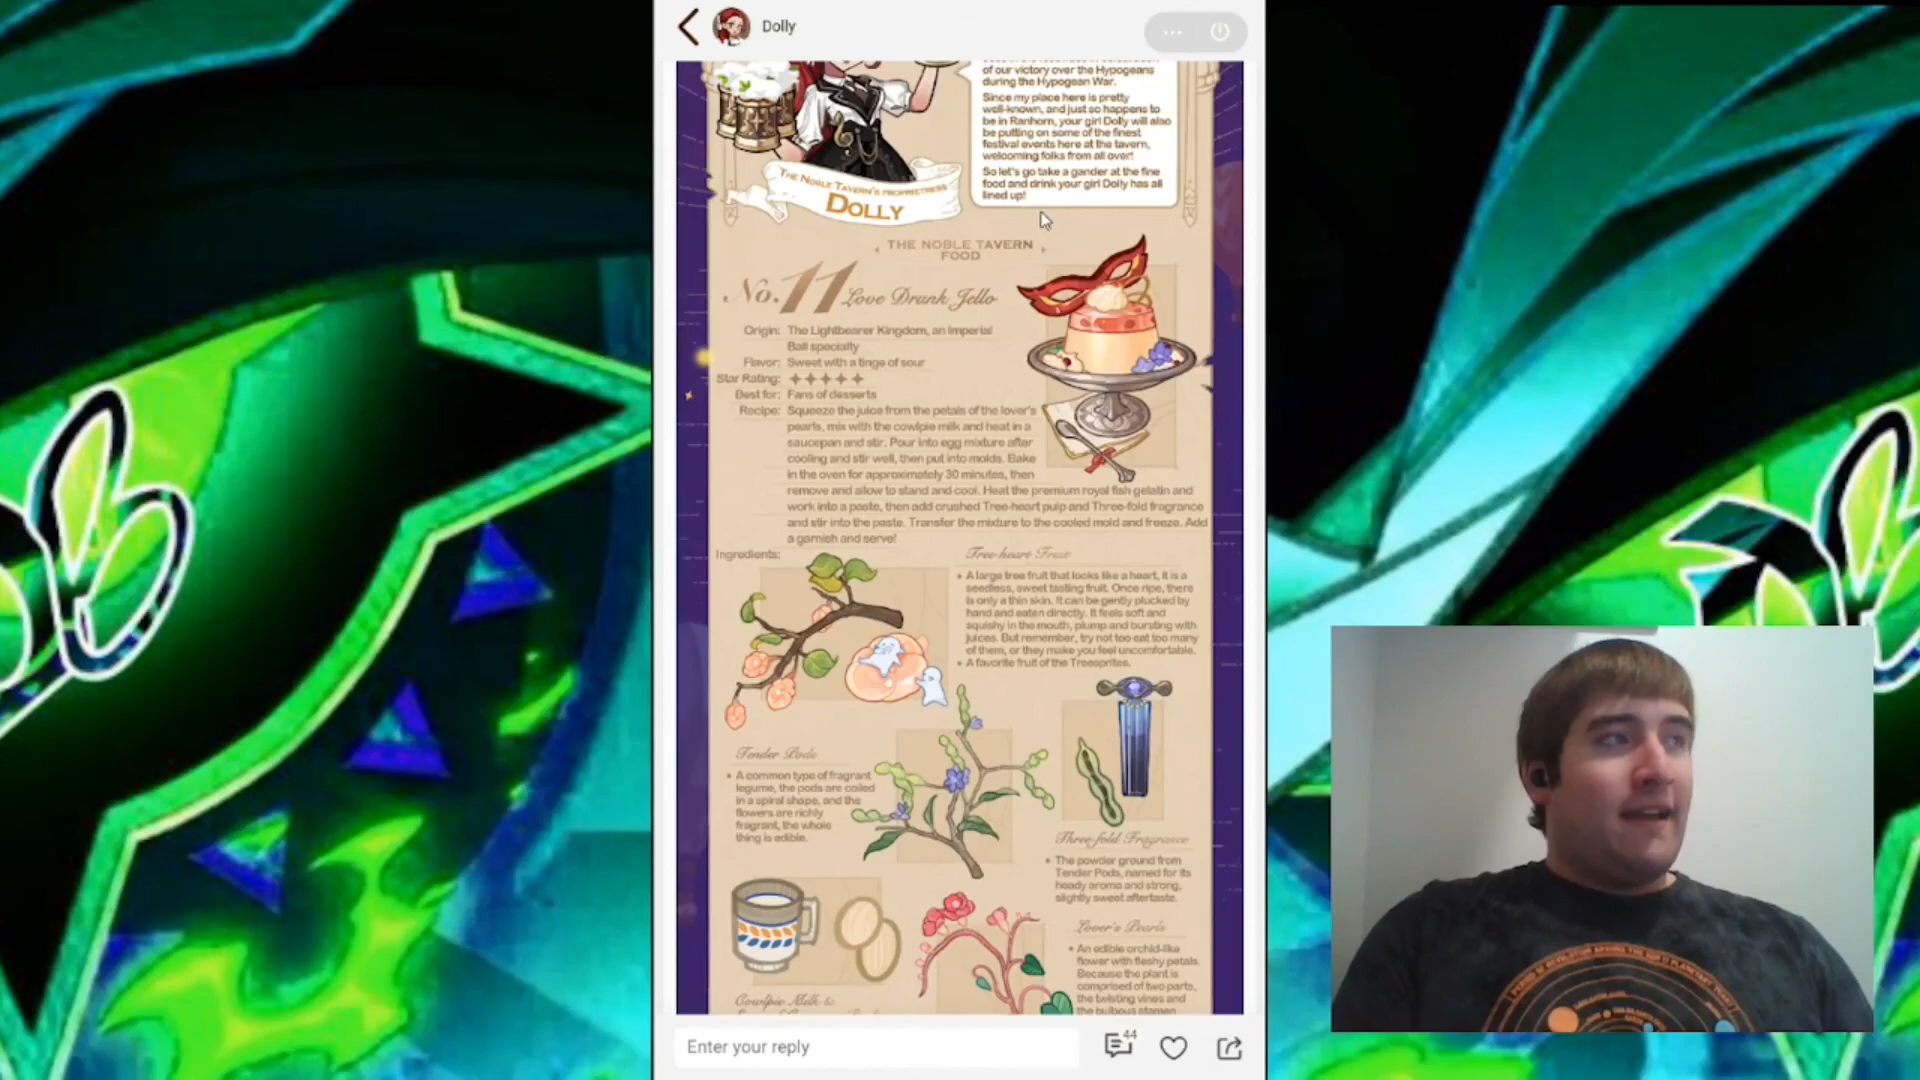 Dolly
of our victory over the Hypogeans
during the Hypogean War.
Since my place here is pretty
well-known, and just so happens to
be in Ranhorn, your girl Dolly will also
be putting on some of the finest
festival events here at the tavern,
welcoming folks from all over!
So let's go take a gander at the fine
food and drink your girl Dolly has all
lined up!
THE NOBLE TAVERN'S PROPRIETRESS
DOLLY
THE NOBLE TAVERN
FOOD
No.11 Love Drunk Jello
Origin: The Lightbearer Kingdom, an Imperial
Ball specialty
Flavor: Sweet with a tinge of sour
Star Rating:
Best for: Fans of desserts
Recipe: Squeeze the juice from the petals of the lover's
pearls, mix with the cowlpie milk and heat in a
saucepan and stir. Pour into egg mixture after
cooling and stir well, then put into molds. Bake
in the oven for approximately 30 minutes, then
remove and allow to stand and cool. Heat the premium royal fish gelatin and
work into a paste, then add crushed Tree-heart pulp and Three-fold fragrance
and stir into the paste. Transfer the mixture to the cooled mold and freeze. Add
a garnish and serve!
Ingredients:
Tree-heart Fruit
• A large tree fruit that looks like a heart, it is a
seedless, sweet tasting fruit. Once ripe, there
is only a thin skin. It can be gently plucked by
hand and eaten directly. It feels soft and
squishy in the mouth, plump and bursting with
juices. But remember, try not too eat too many
of them, or they make you feel uncomfortable.
• A favorite fruit of the Treesprites.
Tender Pods
• A common type of fragrant
legume, the pods are coiled
in a spiral shape, and the
flowers are richly
fragrant, the whole
thing is edible.
Three-fold Fragrance
• The powder ground from
Tender Pods, named for its
heady aroma and strong,
slightly sweet aftertaste.
Lover's Pearls
• An edible orchid-like
flower with fleshy petals.
Because the plant is
comprised of two parts,
the twisting vines and
the bulbous stamen
Cowlpie Milk &
Enter your reply
44